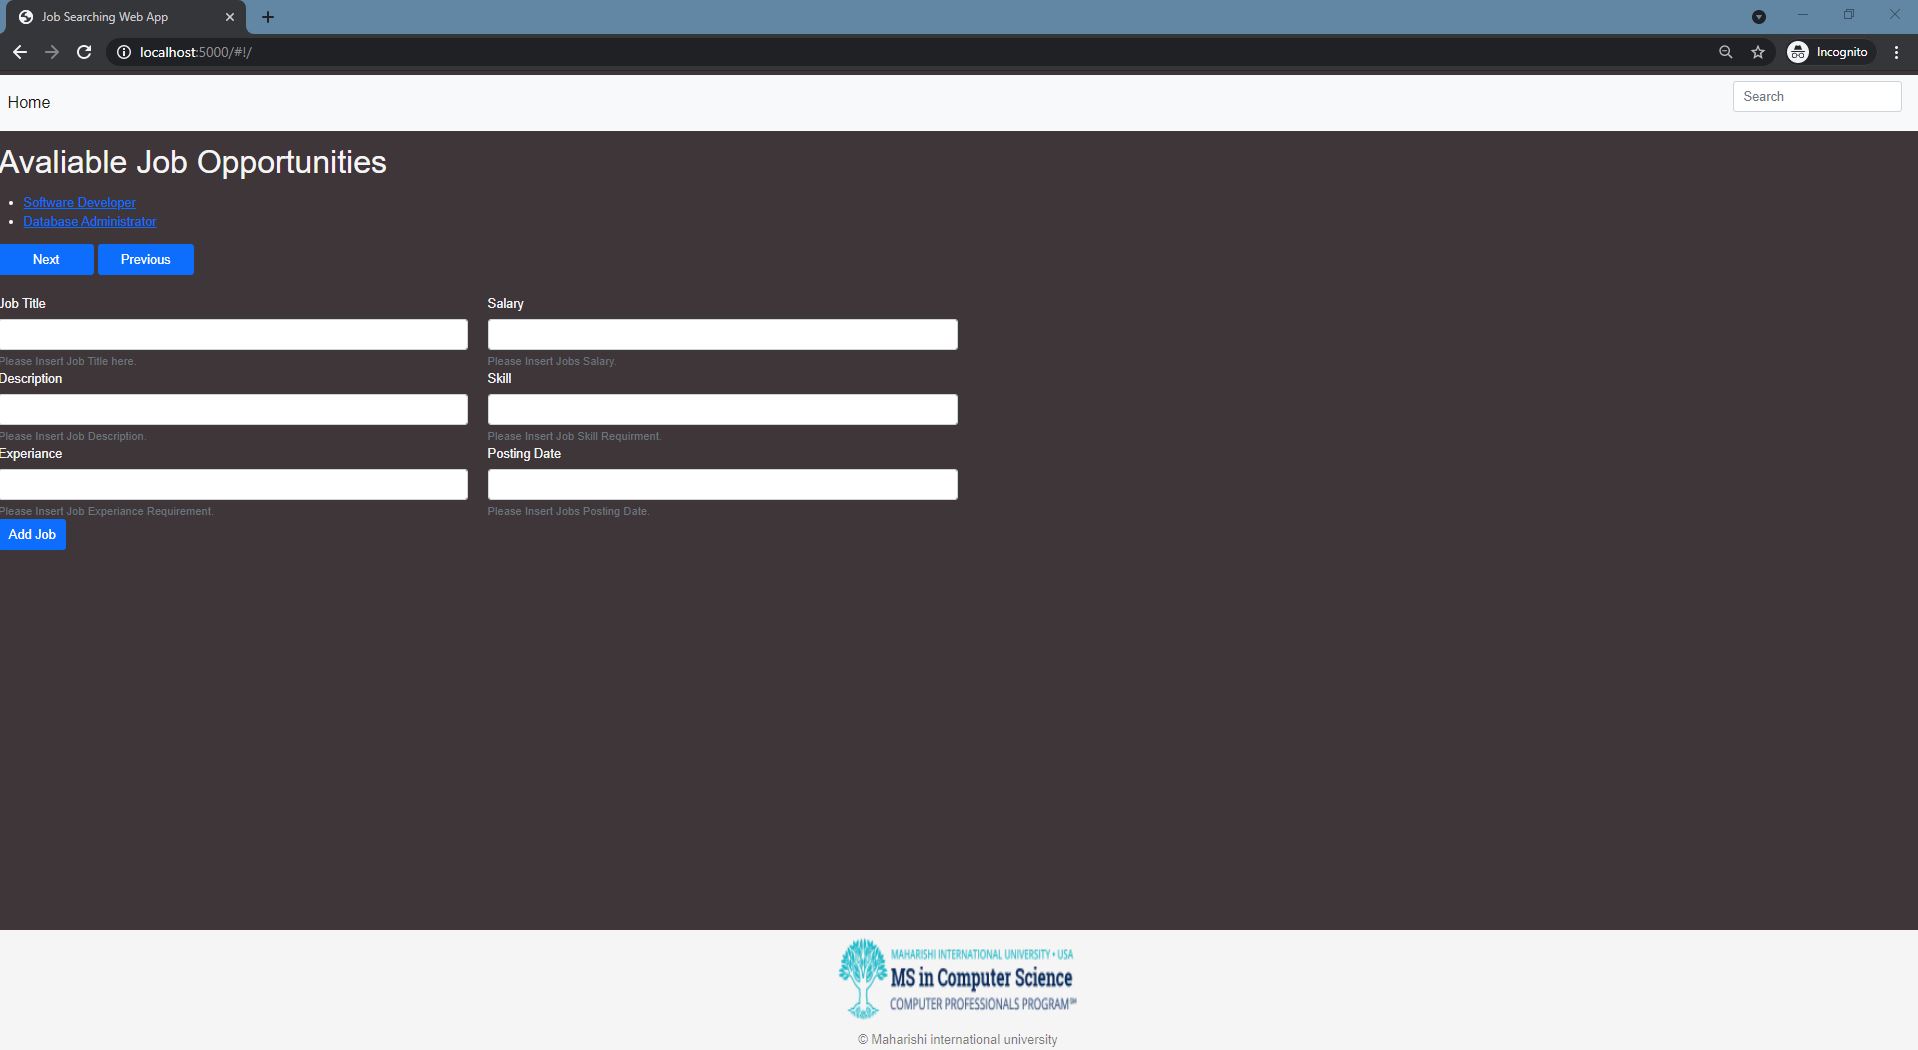 Job Searching Web App
localhost:5000/#!/
Incognito
Home
Search
Avaliable Job Opportunities
Software Developer
Database Administrator
Next Previous
Job Title Salary
Please Insert Job Title here. Please Insert Jobs Salary.
Description Skill
Please Insert Job Description. Please Insert Job Skill Requirment.
Experiance Posting Date
Please Insert Job Experiance Requirement. Please Insert Jobs Posting Date.
Add Job
MAHARISHI INTERNATIONAL UNIVERSITY • USA
MS in Computer Science
COMPUTER PROFESSIONALS PROGRAM℠
© Maharishi international university